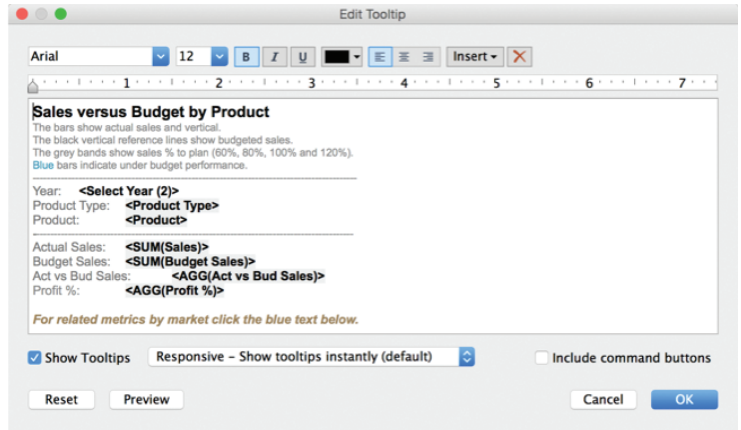 Edit Tooltip
Arial 12 B I U Insert
1 2 3 4 5 6 7
Sales versus Budget by Product
The bars show actual sales and vertical.
The black vertical reference lines show budgeted sales.
The grey bands show sales % to plan (60%, 80%, 100% and 120%).
Blue bars indicate under budget performance.
Year: <Select Year (2)>
Product Type: <Product Type>
Product: <Product>
Actual Sales: <SUM(Sales)>
Budget Sales: <SUM(Budget Sales)>
Act vs Bud Sales: <AGG(Act vs Bud Sales)>
Profit %: <AGG(Profit %)>
For related metrics by market click the blue text below.
Show Tooltips Responsive – Show tooltips instantly (default) Include command buttons
Reset Preview Cancel OK